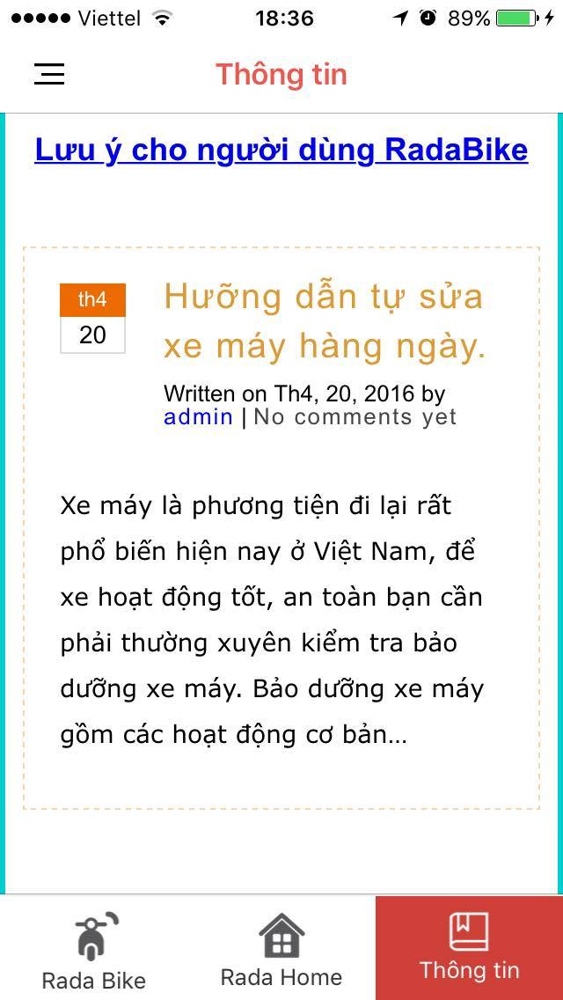 Viettel 18:36 89%
Thông tin
Lưu ý cho người dùng RadaBike
th4
20
Hưỡng dẫn tự sửa
xe máy hàng ngày.
Written on Th4, 20, 2016 by
admin | No comments yet
Xe máy là phương tiện đi lại rất
phổ biến hiện nay ở Việt Nam, để
xe hoạt động tốt, an toàn bạn cần
phải thường xuyên kiểm tra bảo
dưỡng xe máy. Bảo dưỡng xe máy
gồm các hoạt động cơ bản…
Rada Bike
Rada Home
Thông tin